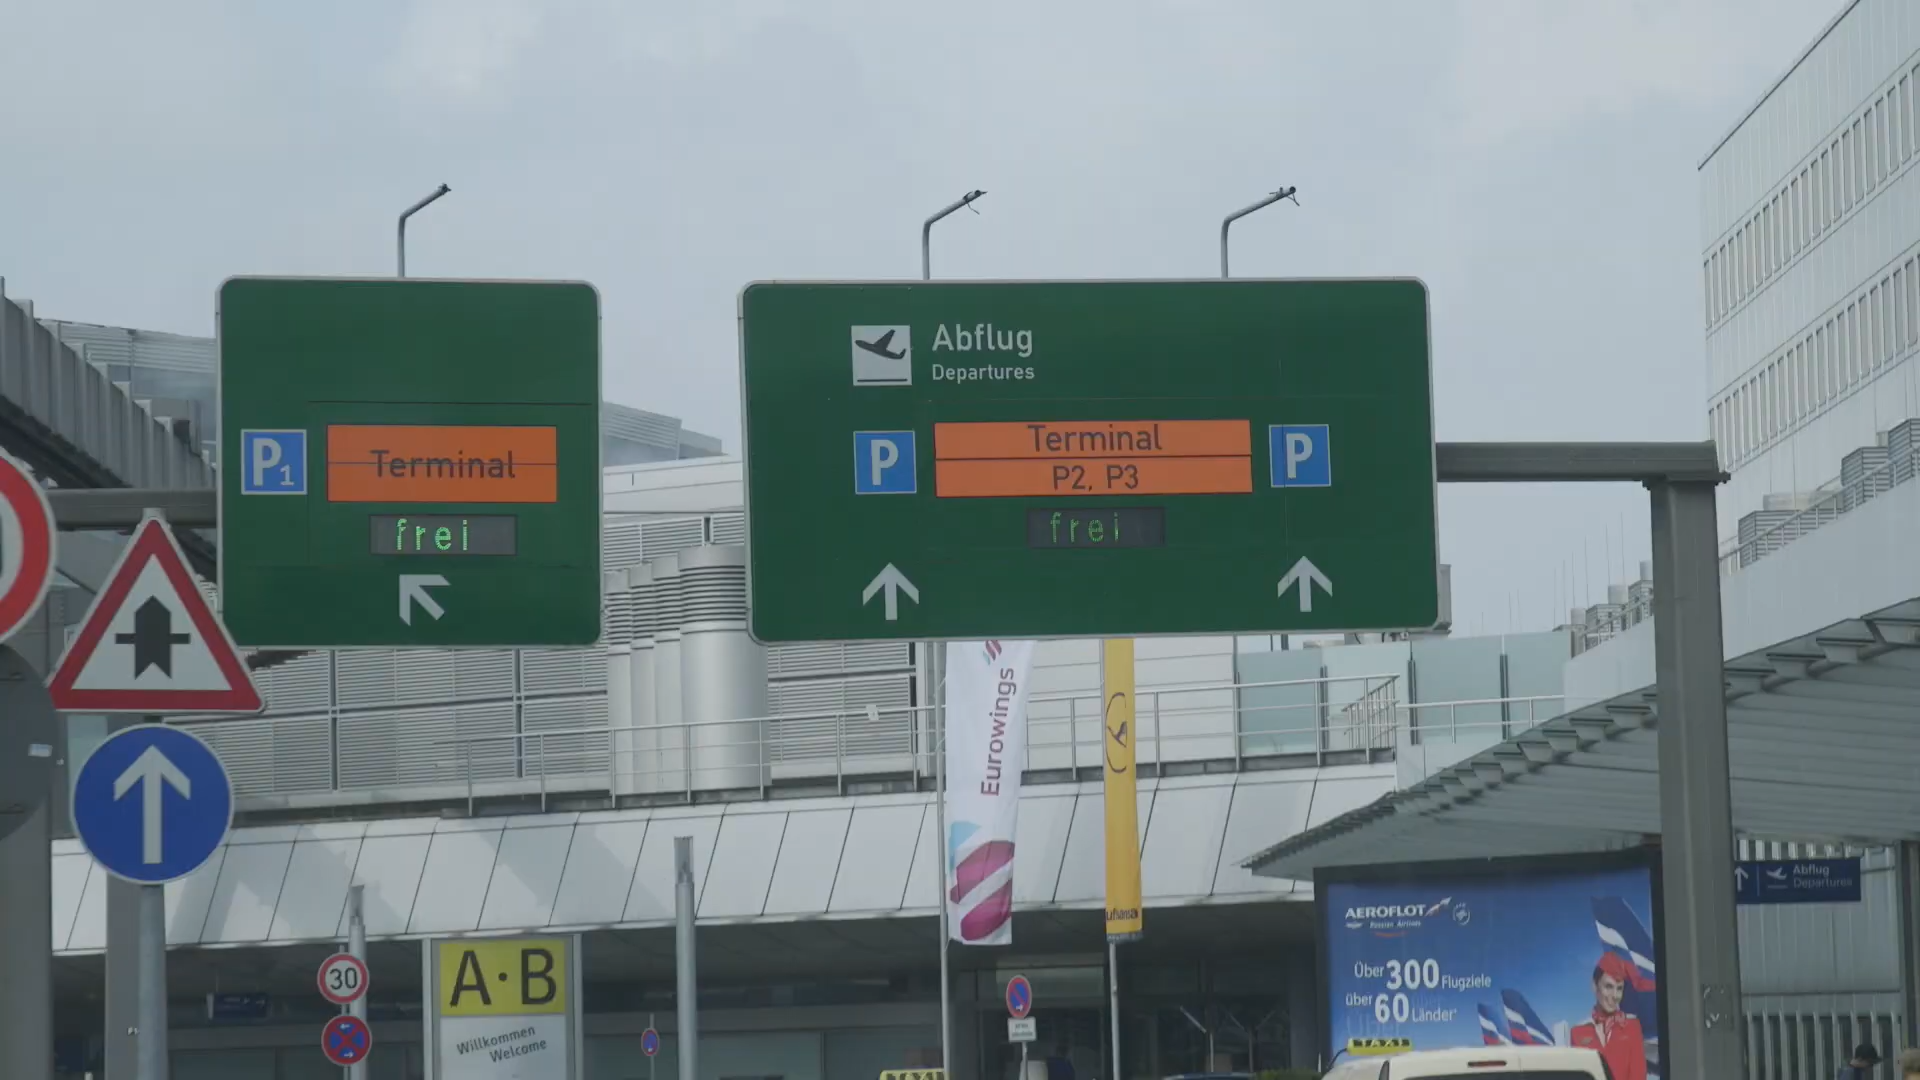 P1
Terminal
frei
Abflug
Departures
P
Terminal
P2, P3
P
frei
Eurowings
Abflug
Departures
AEROFLOT
Russian Airlines
Über 300 Flugziele
über 60 Länder*
A·B
Willkommen
Welcome
30
TAXI